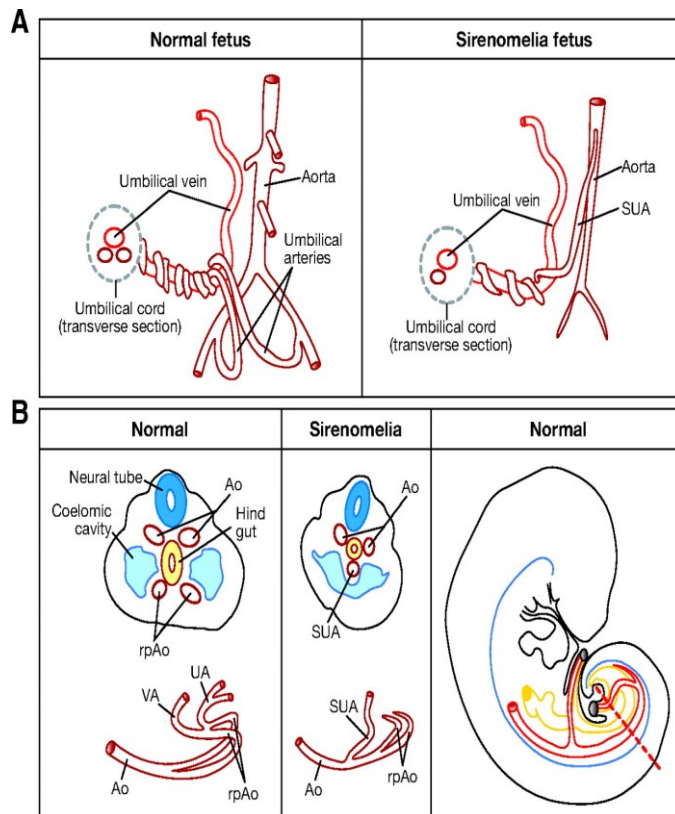 A
Normal fetus
Sirenomelia fetus
Umbilical vein
Aorta
Umbilical
arteries
Umbilical cord
(transverse section)
Aorta
SUA
Umbilical vein
Umbilical cord
(transverse section)
B
Normal
Sirenomelia
Normal
Neural tube
Ao
Coelomic
cavity
Hind
gut
rpAo
UA
VA
Ao
rpAo
Ao
SUA
SUA
Ao
rpAo